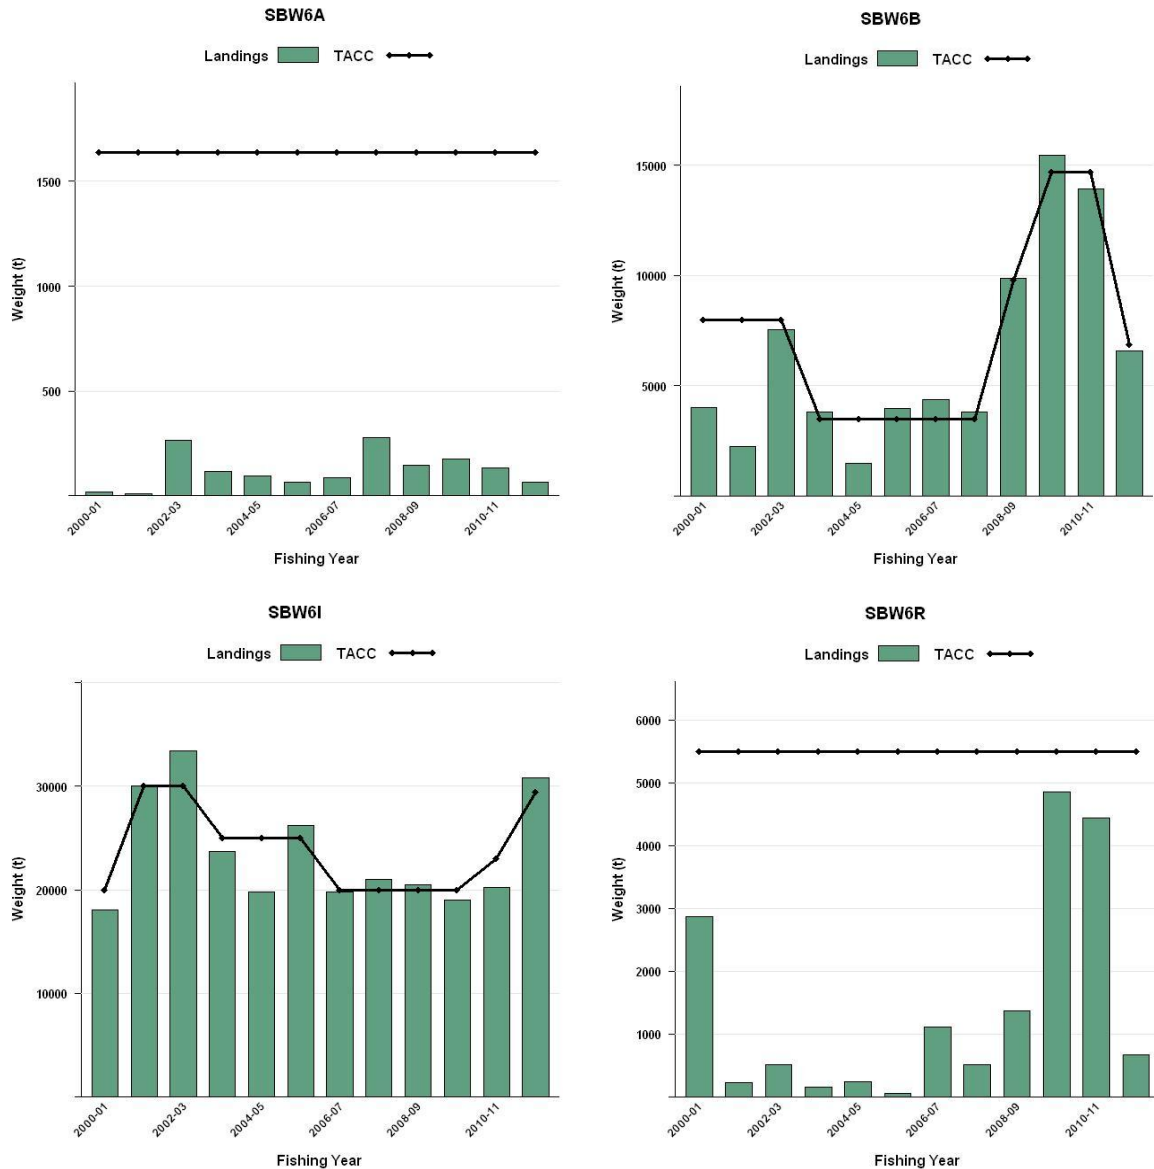 SBW6A
Landings TACC
Weight (t)
1500
1000
500
2000-01 2002-03 2004-05 2006-07 2008-09 2010-11
Fishing Year
SBW6B
Landings TACC
Weight (t)
15000
10000
5000
2000-01 2002-03 2004-05 2006-07 2008-09 2010-11
Fishing Year
SBW6I
Landings TACC
Weight (t)
30000
20000
10000
2000-01 2002-03 2004-05 2006-07 2008-09 2010-11
Fishing Year
SBW6R
Landings TACC
Weight (t)
6000
5000
4000
3000
2000
1000
2000-01 2002-03 2004-05 2006-07 2008-09 2010-11
Fishing Year